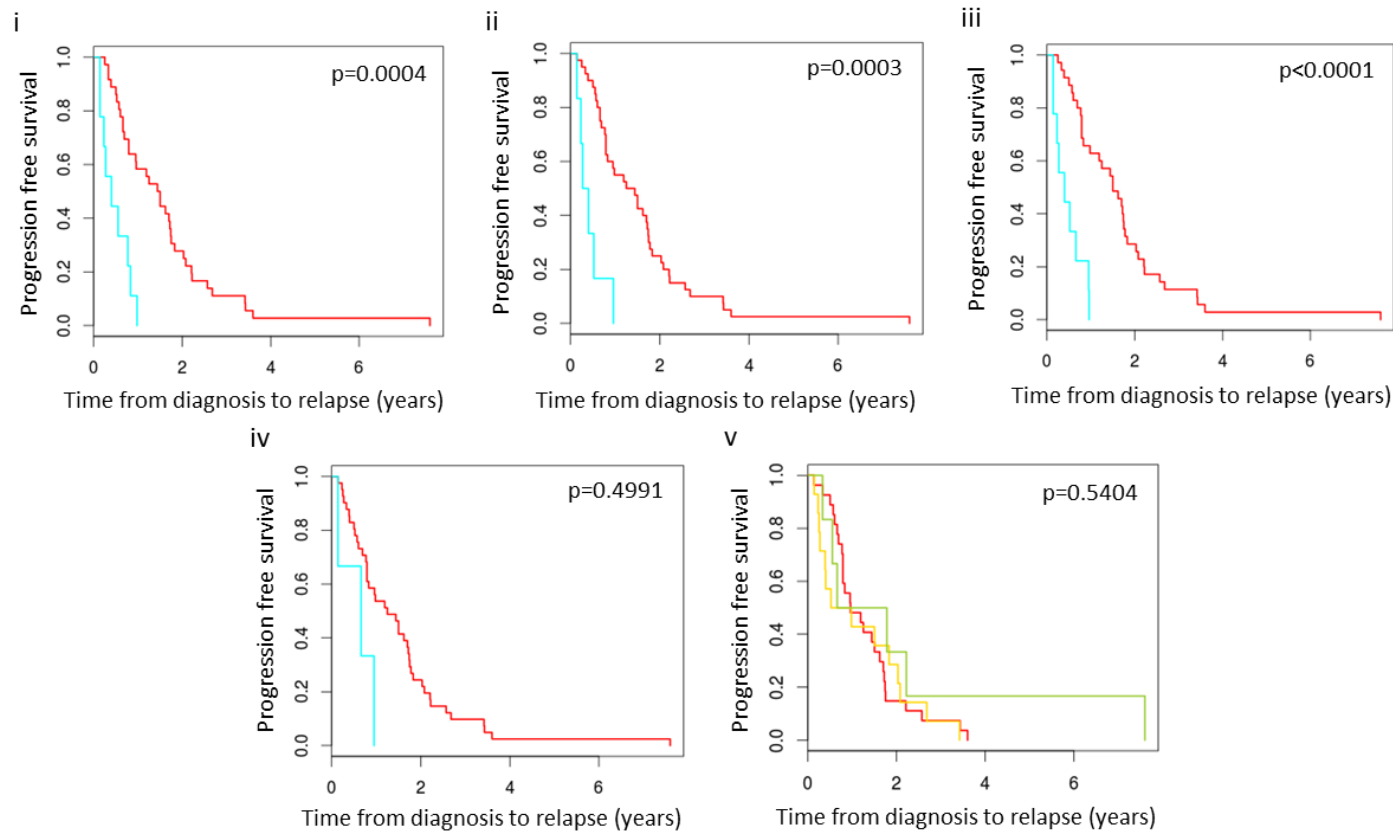 i
p=0.0004
Progression free survival
0.0 0.2 0.4 0.6 0.8 1.0
0 2 4 6
Time from diagnosis to relapse (years)
ii
p=0.0003
Progression free survival
0.0 0.2 0.4 0.6 0.8 1.0
0 2 4 6
Time from diagnosis to relapse (years)
iii
p<0.0001
Progression free survival
0.0 0.2 0.4 0.6 0.8 1.0
0 2 4 6
Time from diagnosis to relapse (years)
iv
p=0.4991
Progression free survival
0.0 0.2 0.4 0.6 0.8 1.0
0 2 4 6
Time from diagnosis to relapse (years)
v
p=0.5404
Progression free survival
0.0 0.2 0.4 0.6 0.8 1.0
0 2 4 6
Time from diagnosis to relapse (years)